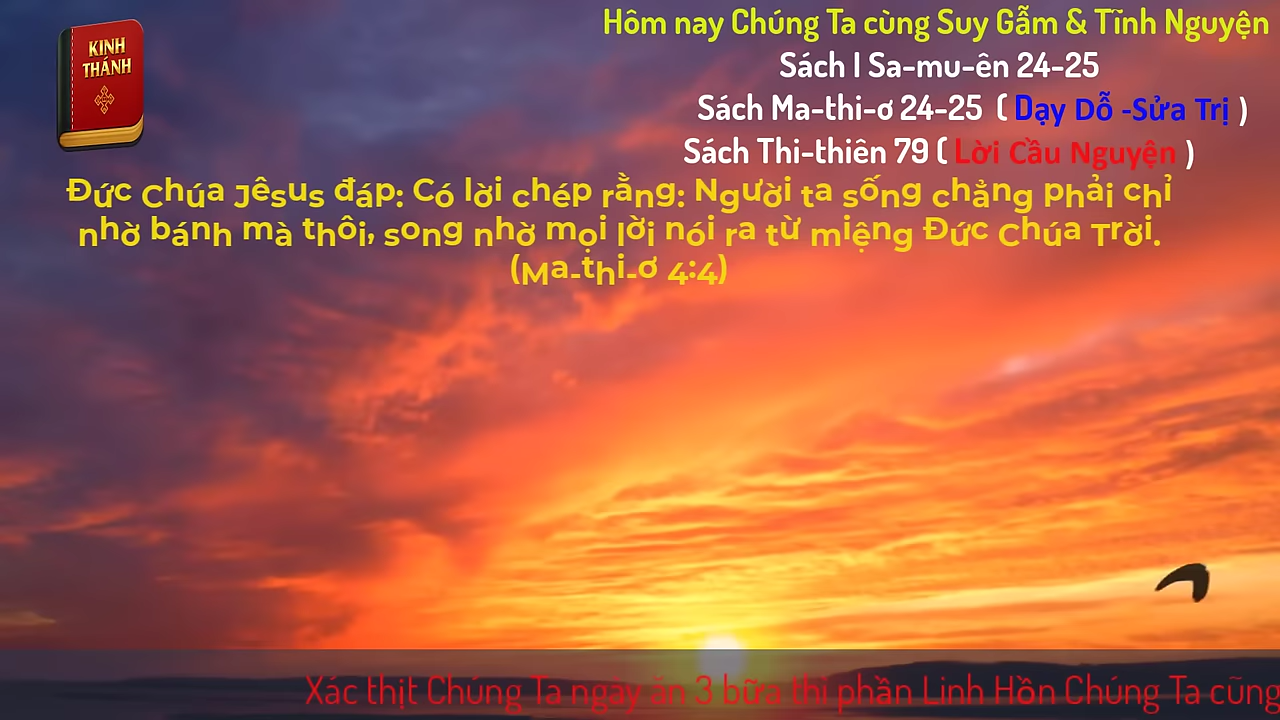 KINH
THÁNH
Hôm nay Chúng Ta cùng Suy Gẫm & Tĩnh Nguyện
Sách I Sa-mu-ên 24-25
Sách Ma-thi-ơ 24-25 ( Dạy Dỗ -Sửa Trị )
Sách Thi-thiên 79 ( Lời Cầu Nguyện )
Đức Chúa Jêsus đáp: Có lời chép rằng: Người ta sống chẳng phải chỉ
nhờ bánh mà thôi, song nhờ mọi lời nói ra từ miệng Đức Chúa Trời.
(Ma-thi-ơ 4:4)
Xác thịt Chúng Ta ngày ăn 3 bữa thì phần Linh Hồn Chúng Ta cũng